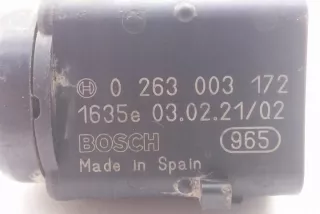 0 263 003 172
1635e 03.02.21/02
BOSCH 965
Made in Spain